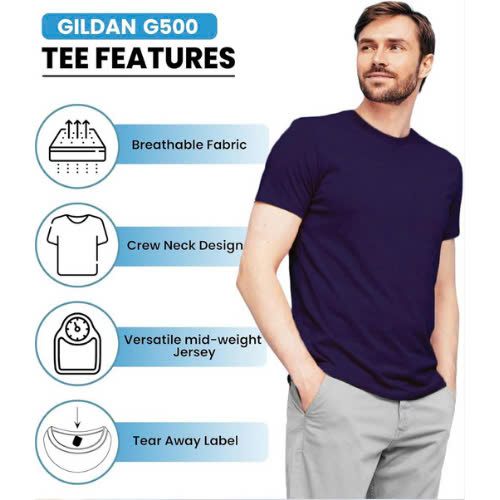 GILDAN G500
TEE FEATURES
Breathable Fabric
Crew Neck Design
Versatile mid-weight
Jersey
Tear Away Label